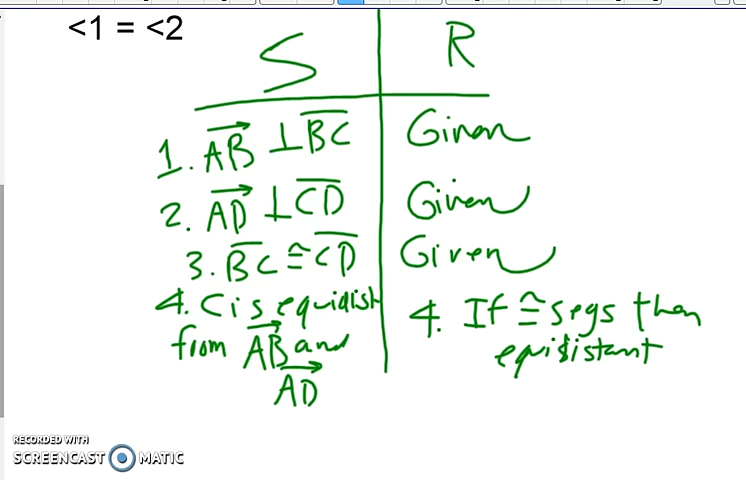 <1 = <2
S R
1. AB ⊥ BC Given
2. AD ⊥ CD Given
3. BC ≅ CD Given
4. C is equidist 4. If ≅ segs then
from AB and equidistant
AD
RECORDED WITH
SCREENCAST MATIC